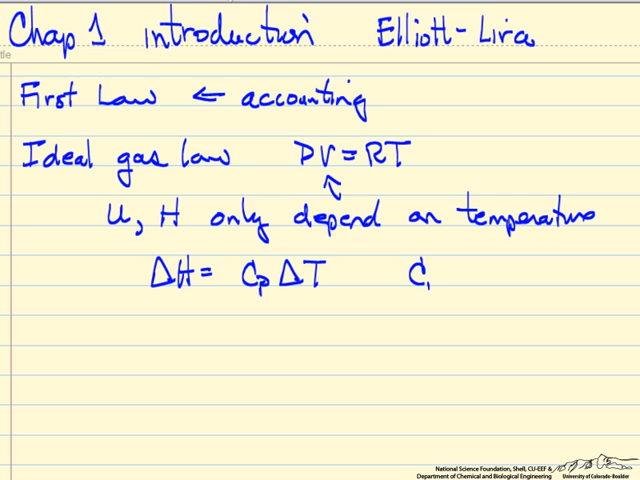 Chap 1 introduction Elliott-Lira
itle
First Law ← accounting
Ideal gas law PV = RT
U, H only depend on temperature
ΔH = Cp ΔT C
National Science Foundation, Shell, CU-EEF &
Department of Chemical and Biological Engineering
University of Colorado-Boulder